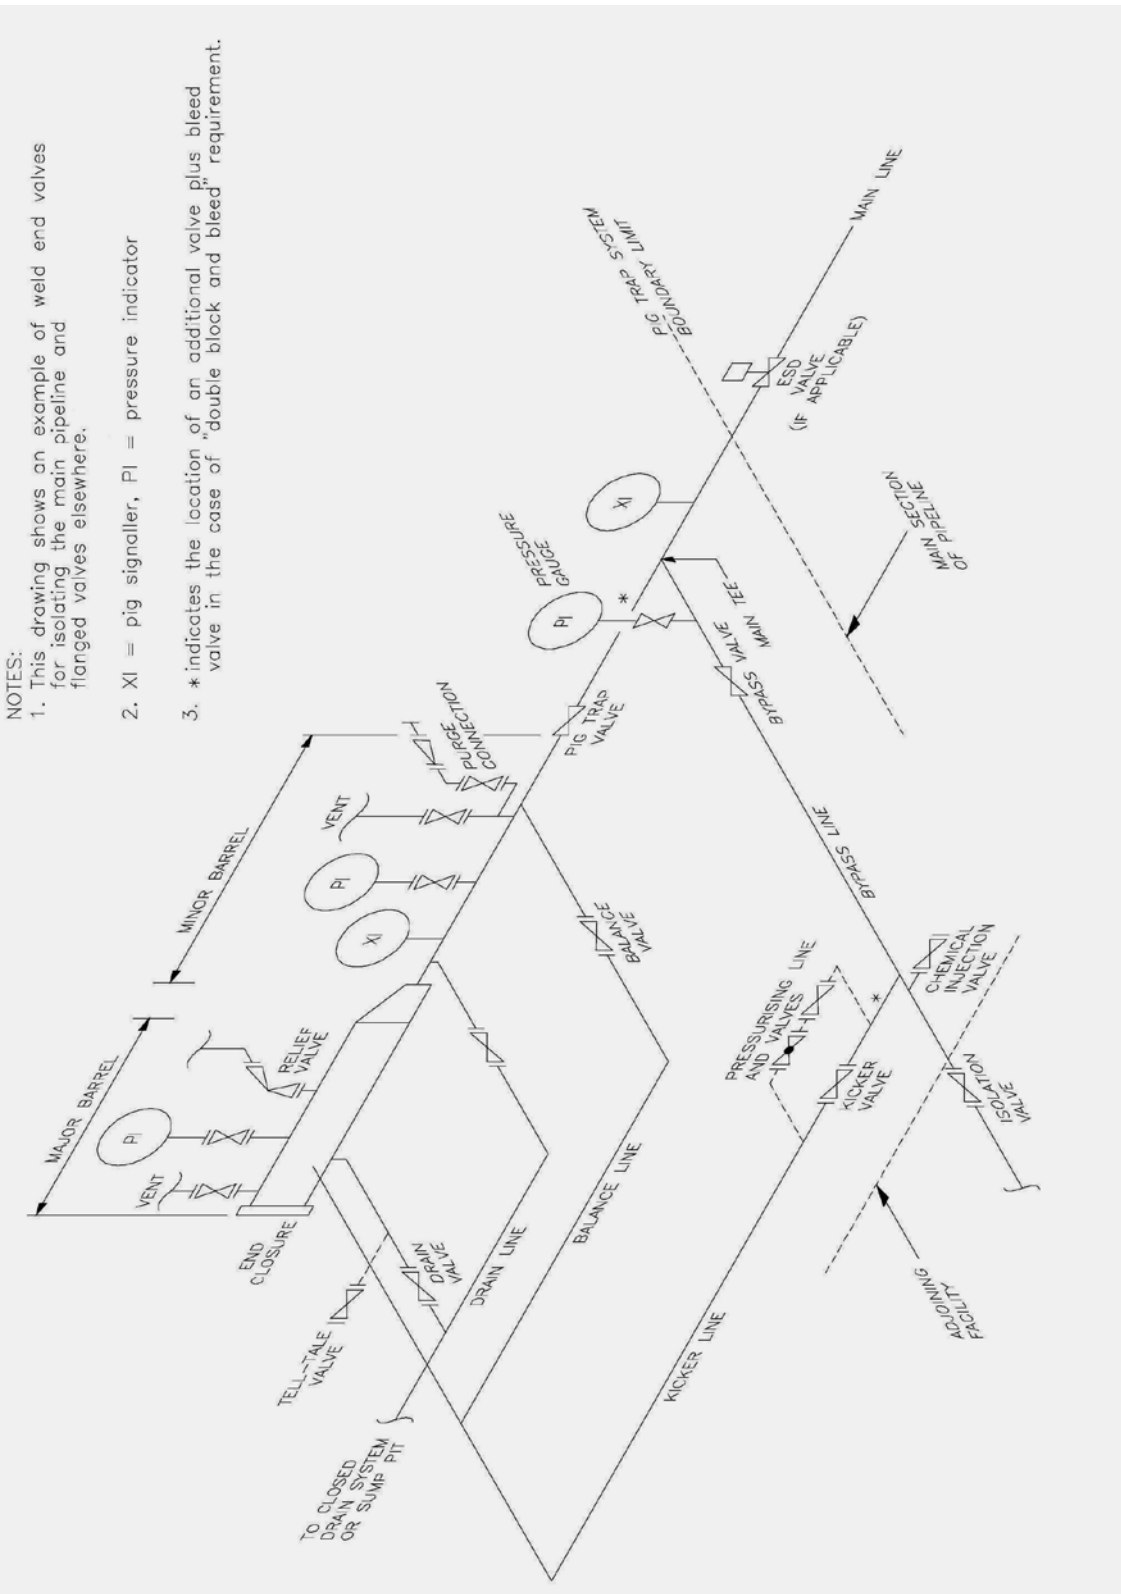 NOTES:
1. This drawing shows an example of weld end valves
for isolating the main pipeline and
flanged valves elsewhere.
2. XI = pig signaller, PI = pressure indicator
3. * indicates the location of an additional valve plus bleed
valve in the case of "double block and bleed" requirement.
MAJOR BARREL
MINOR BARREL
VENT
PI
RELIEF
VALVE
XI
PI
VENT
PURGE
CONNECTION
PIG TRAP
VALVE
PI
PRESSURE
GAUGE
*
XI
PIG TRAP SYSTEM
BOUNDARY LIMIT
ESD
VALVE
(IF APPLICABLE)
MAIN LINE
MAIN TEE
BYPASS VALVE
MAIN SECTION
OF PIPELINE
END
CLOSURE
TELL-TALE
VALVE
DRAIN
VALVE
DRAIN LINE
BALANCE LINE
BALANCE
VALVE
BYPASS LINE
PRESSURISING LINE
AND VALVES
*
KICKER
VALVE
CHEMICAL
INJECTION
VALVE
ISOLATION
VALVE
KICKER LINE
ADJOINING
FACILITY
TO CLOSED
DRAIN SYSTEM
OR SUMP PIT